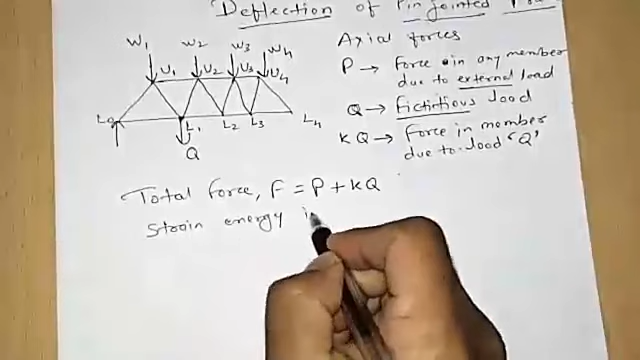 Deflection of Pin jointed
W1 W2 W3 W4
U1 U2 U3 U4
L0 L1 L2 L3 L4
Q
Axial forces
P → Force in any member
due to external load
Q → Fictintious load
KQ → Force in member
due to load 'Q'
Total force, F = P + KQ
Strain energy i